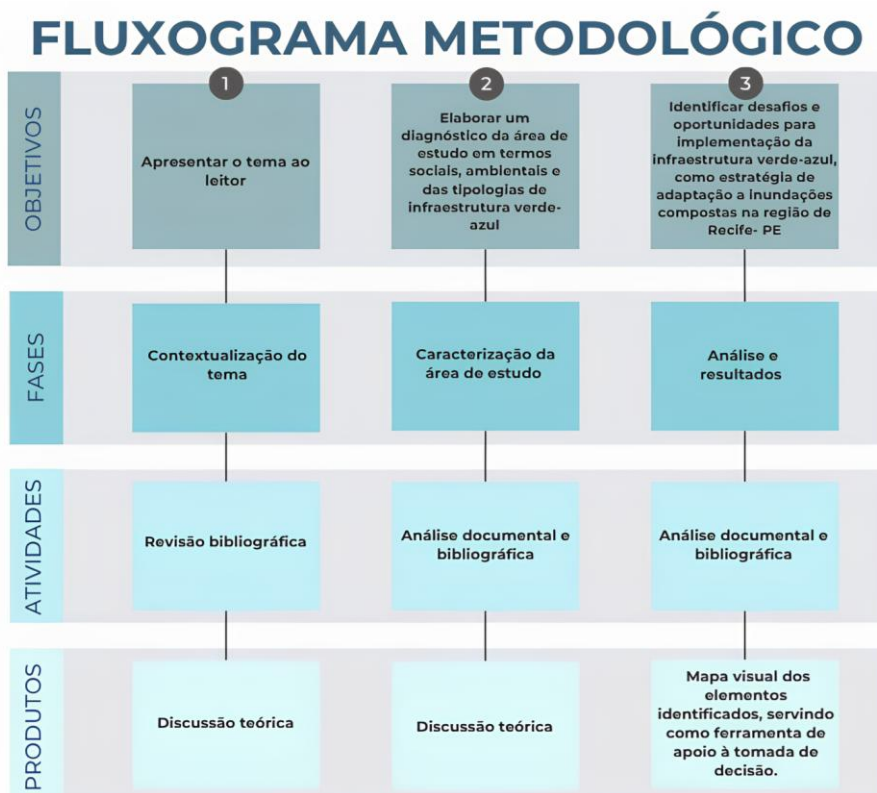 FLUXOGRAMA METODOLÓGICO
OBJETIVOS
1
Apresentar o tema ao
leitor
2
Elaborar um
diagnóstico da área de
estudo em termos
sociais, ambientais e
das tipologias de
infraestrutura verde-
azul
3
Identificar desafios e
oportunidades para
implementação da
infraestrutura verde-azul,
como estratégia de
adaptação a inundações
compostas na região de
Recife- PE
FASES
Contextualização do
tema
Caracterização da
área de estudo
Análise e
resultados
ATIVIDADES
Revisão bibliográfica
Análise documental e
bibliográfica
Análise documental e
bibliográfica
PRODUTOS
Discussão teórica
Discussão teórica
Mapa visual dos
elementos
identificados, servindo
como ferramenta de
apoio à tomada de
decisão.